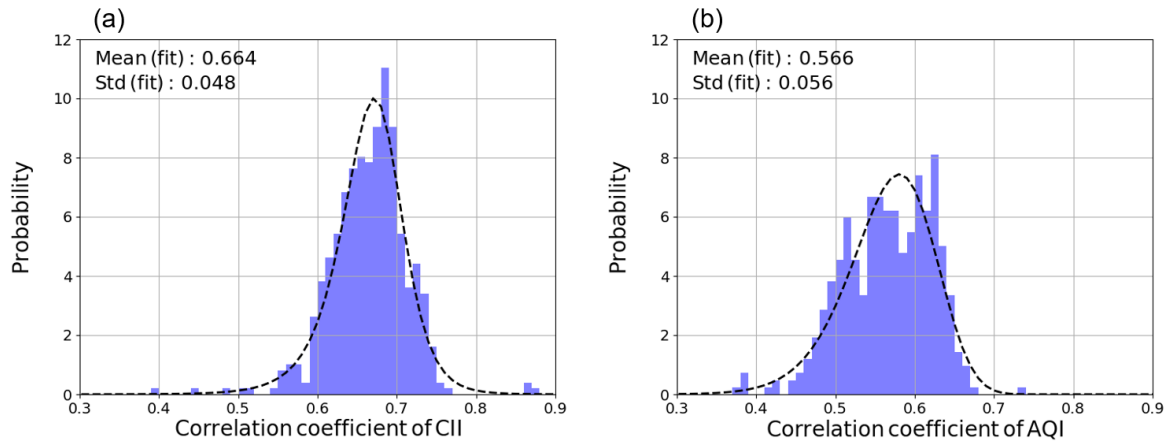 (a)
Mean (fit) : 0.664
Std (fit) : 0.048
Probability
12
10
8
6
4
2
0
0.3 0.4 0.5 0.6 0.7 0.8 0.9
Correlation coefficient of CII
(b)
Mean (fit) : 0.566
Std (fit) : 0.056
Probability
12
10
8
6
4
2
0
0.3 0.4 0.5 0.6 0.7 0.8 0.9
Correlation coefficient of AQI